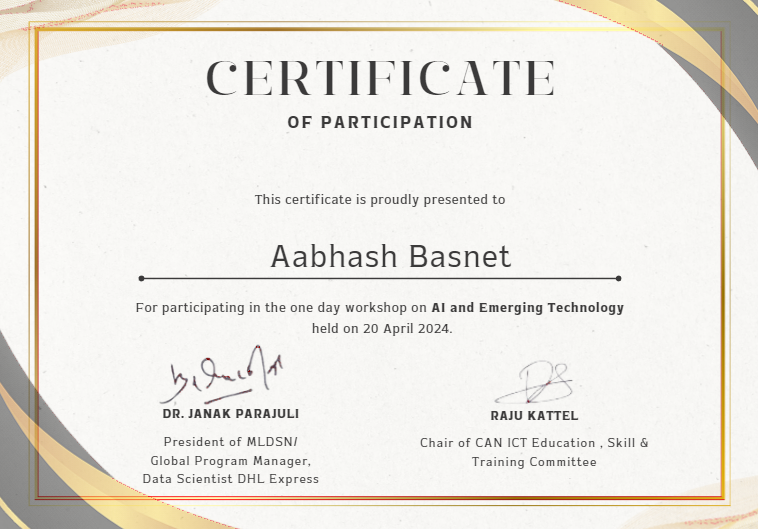 CERTIFICATE
OF PARTICIPATION
This certificate is proudly presented to
Aabhash Basnet
For participating in the one day workshop on AI and Emerging Technology
held on 20 April 2024.
DR. JANAK PARAJULI
President of MLDSN/
Global Program Manager,
Data Scientist DHL Express
RAJU KATTEL
Chair of CAN ICT Education , Skill &
Training Committee